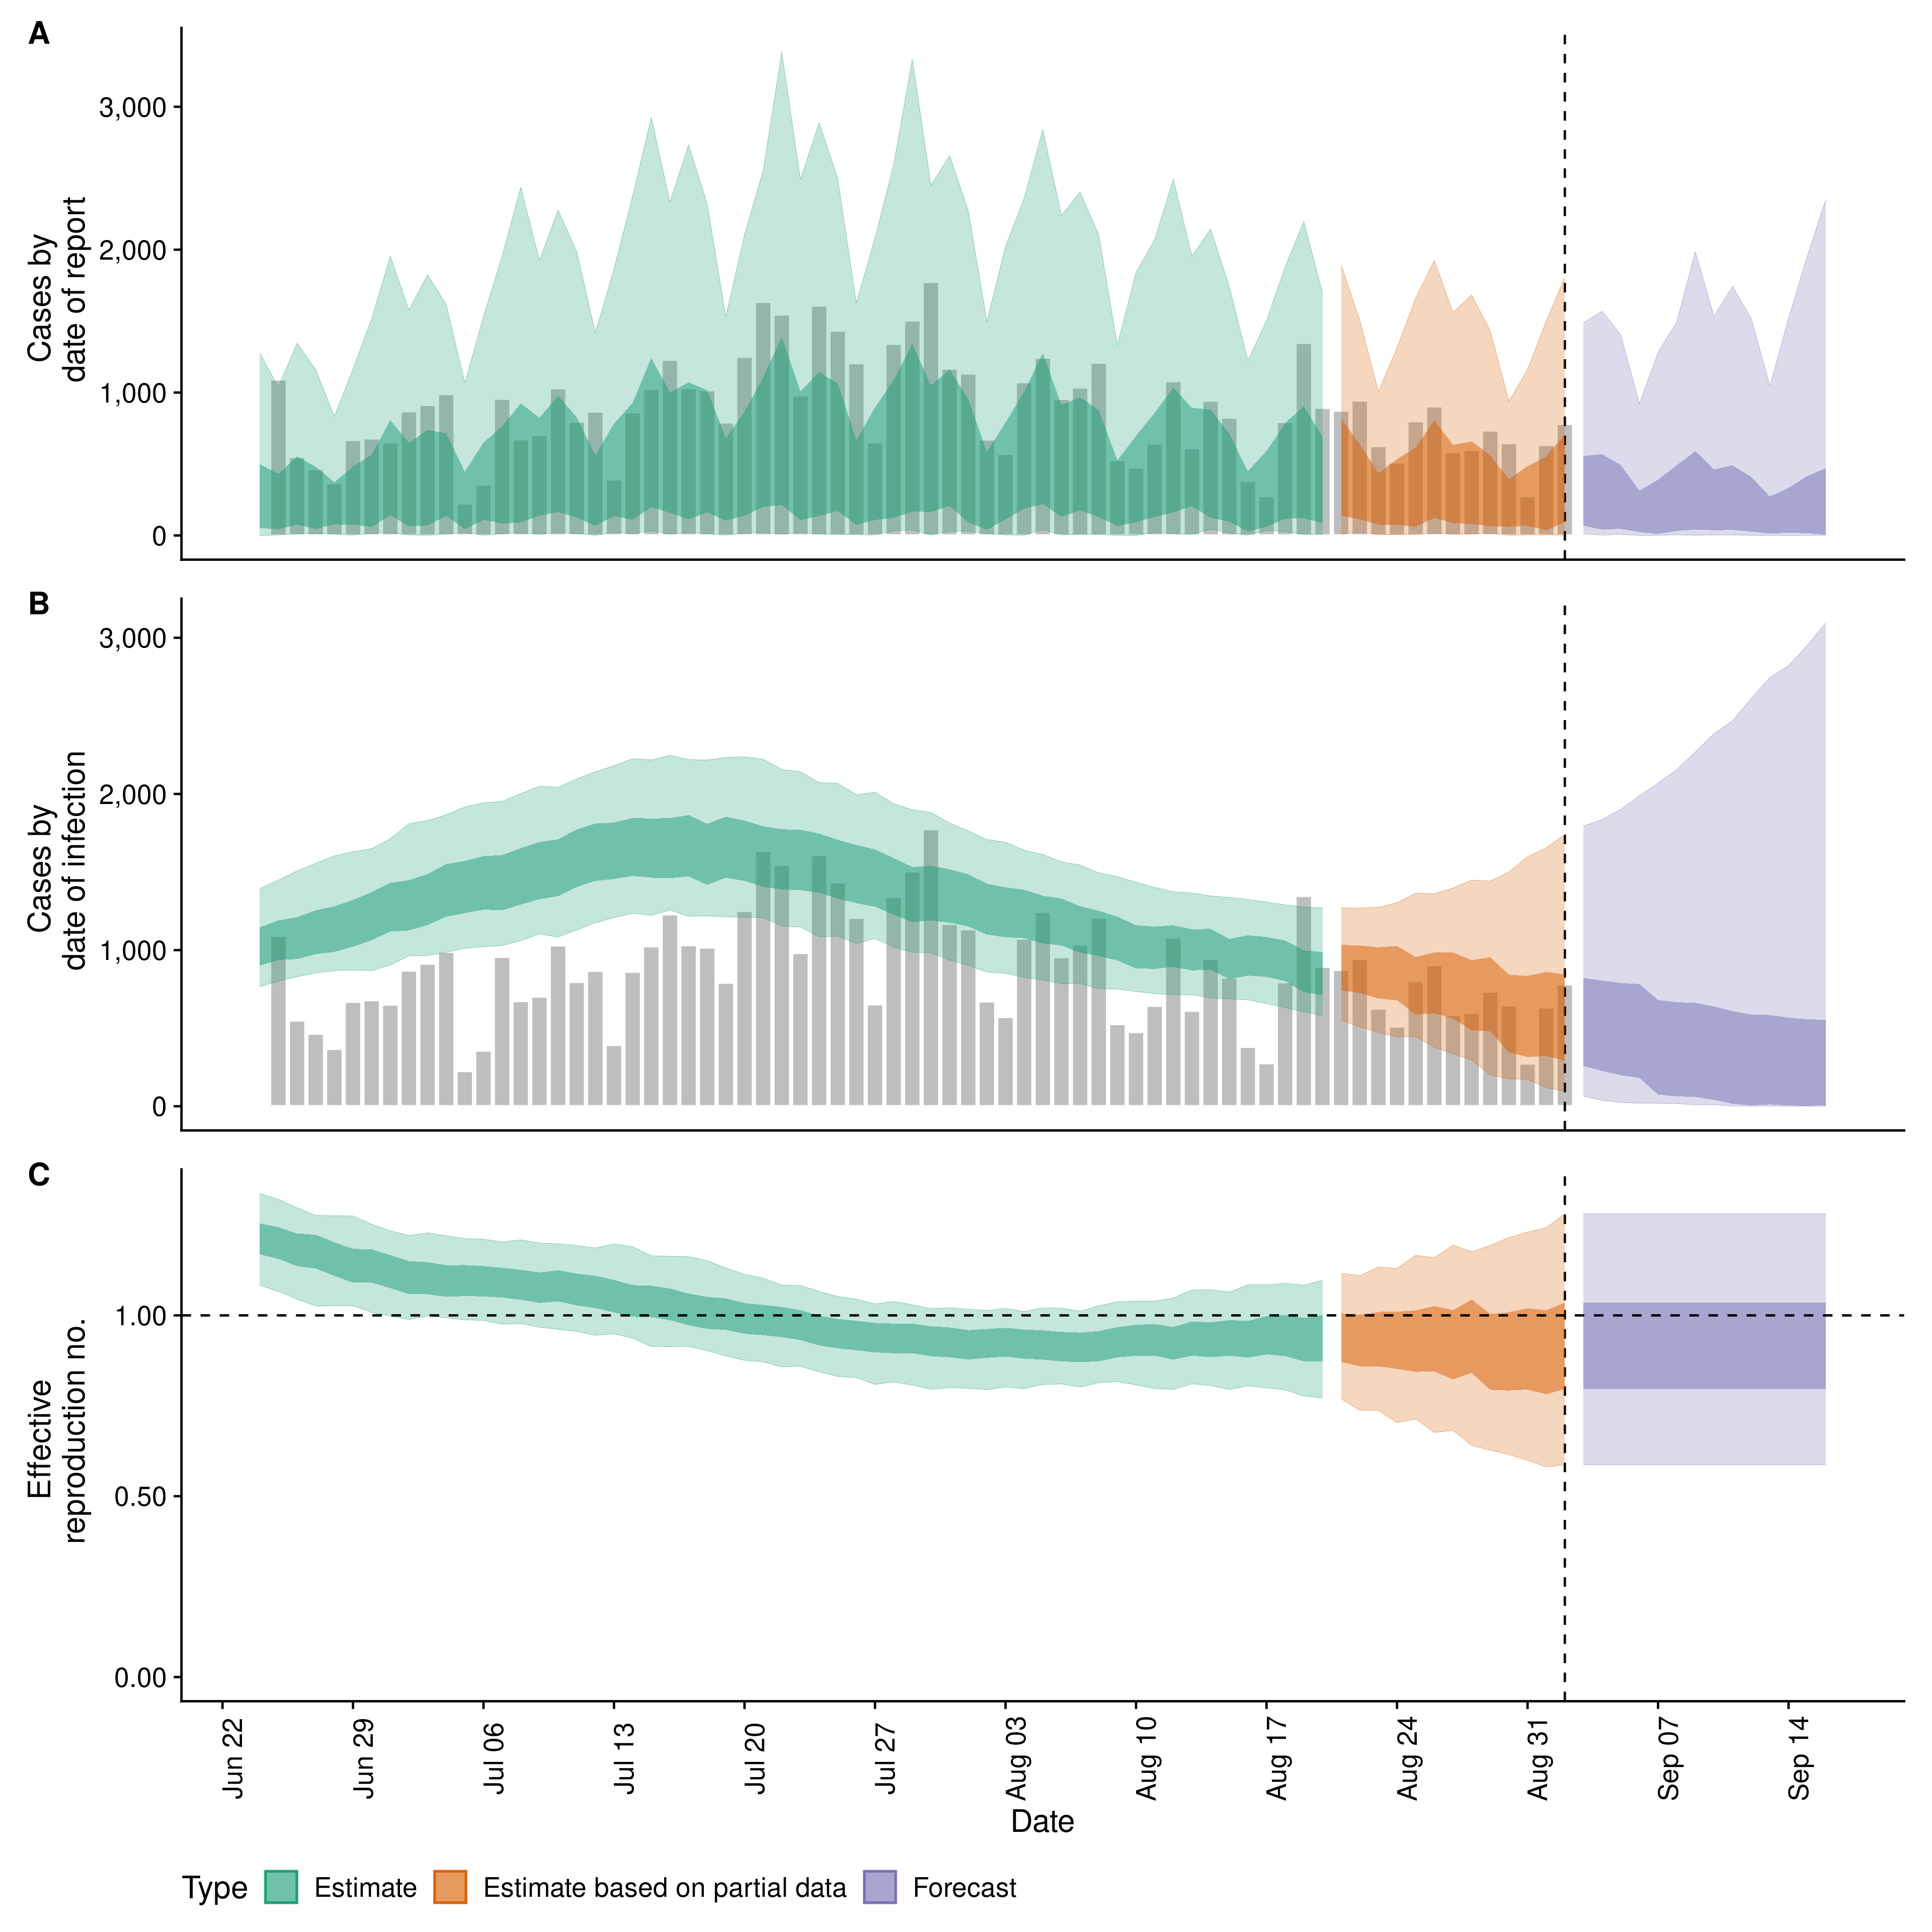 A
Cases by
date of report
3,000
2,000
1,000
0
B
Cases by
date of infection
3,000
2,000
1,000
0
C
Effective
reproduction no.
1.00
0.50
0.00
Jun 22
Jun 29
Jul 06
Jul 13
Jul 20
Jul 27
Aug 03
Aug 10
Aug 17
Aug 24
Aug 31
Sep 07
Sep 14
Date
Type Estimate Estimate based on partial data Forecast